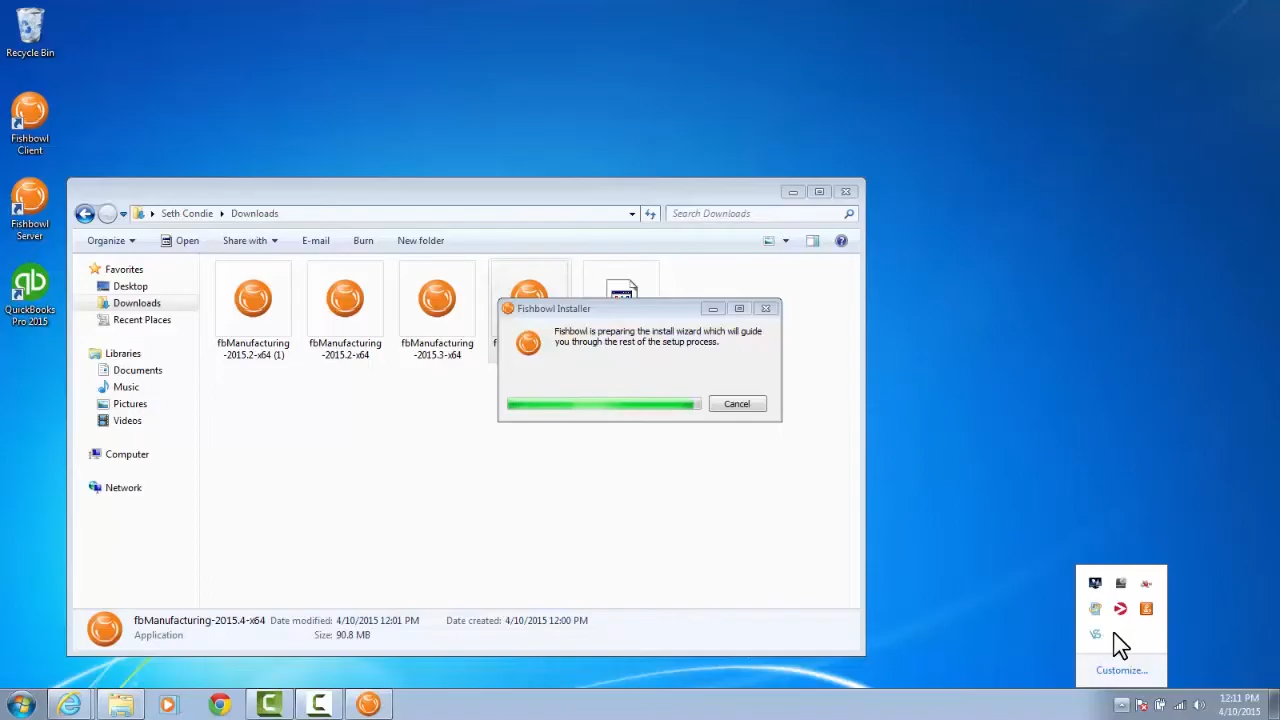 Recycle Bin
Fishbowl
Client
Fishbowl
Server
QuickBooks
Pro 2015
Seth Condie
Downloads
Search Downloads
Organize
Open
Share with
E-mail
Burn
New folder
Favorites
Desktop
Downloads
Recent Places
Libraries
Documents
Music
Pictures
Videos
Computer
Network
fbManufacturing
-2015.2-x64 (1)
fbManufacturing
-2015.2-x64
fbManufacturing
-2015.3-x64
Fishbowl Installer
Fishbowl is preparing the install wizard which will guide
you through the rest of the setup process.
Cancel
fbManufacturing-2015.4-x64 Date modified: 4/10/2015 12:01 PM Date created: 4/10/2015 12:00 PM
Application Size: 90.8 MB
Customize...
12:11 PM
4/10/2015